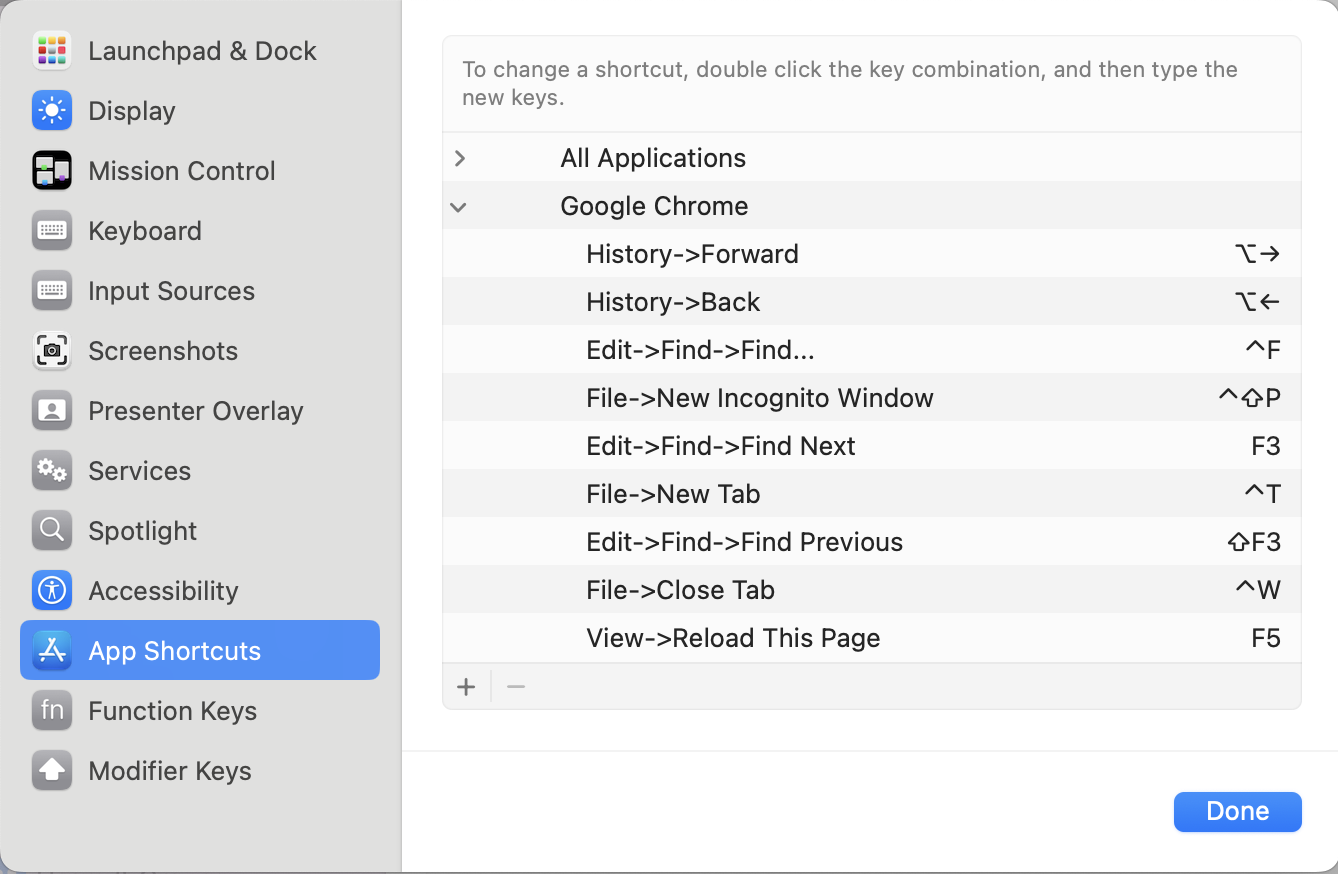 Launchpad & Dock
Display
Mission Control
Keyboard
Input Sources
Screenshots
Presenter Overlay
Services
Spotlight
Accessibility
App Shortcuts
fn Function Keys
Modifier Keys
To change a shortcut, double click the key combination, and then type the
new keys.
All Applications
Google Chrome
History->Forward ⌥→
History->Back ⌥←
Edit->Find->Find... ^F
File->New Incognito Window ^⇧P
Edit->Find->Find Next F3
File->New Tab ^T
Edit->Find->Find Previous ⇧F3
File->Close Tab ^W
View->Reload This Page F5
Done